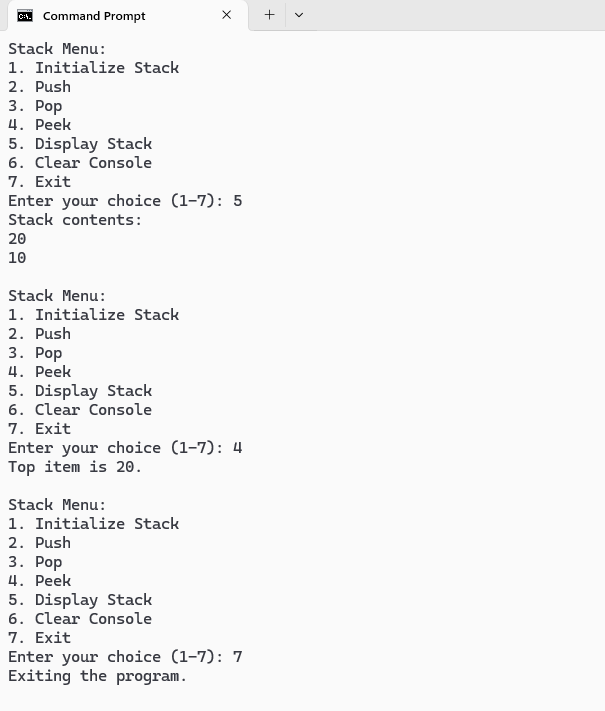 Command Prompt
Stack Menu:
1. Initialize Stack
2. Push
3. Pop
4. Peek
5. Display Stack
6. Clear Console
7. Exit
Enter your choice (1-7): 5
Stack contents:
20
10
Stack Menu:
1. Initialize Stack
2. Push
3. Pop
4. Peek
5. Display Stack
6. Clear Console
7. Exit
Enter your choice (1-7): 4
Top item is 20.
Stack Menu:
1. Initialize Stack
2. Push
3. Pop
4. Peek
5. Display Stack
6. Clear Console
7. Exit
Enter your choice (1-7): 7
Exiting the program.